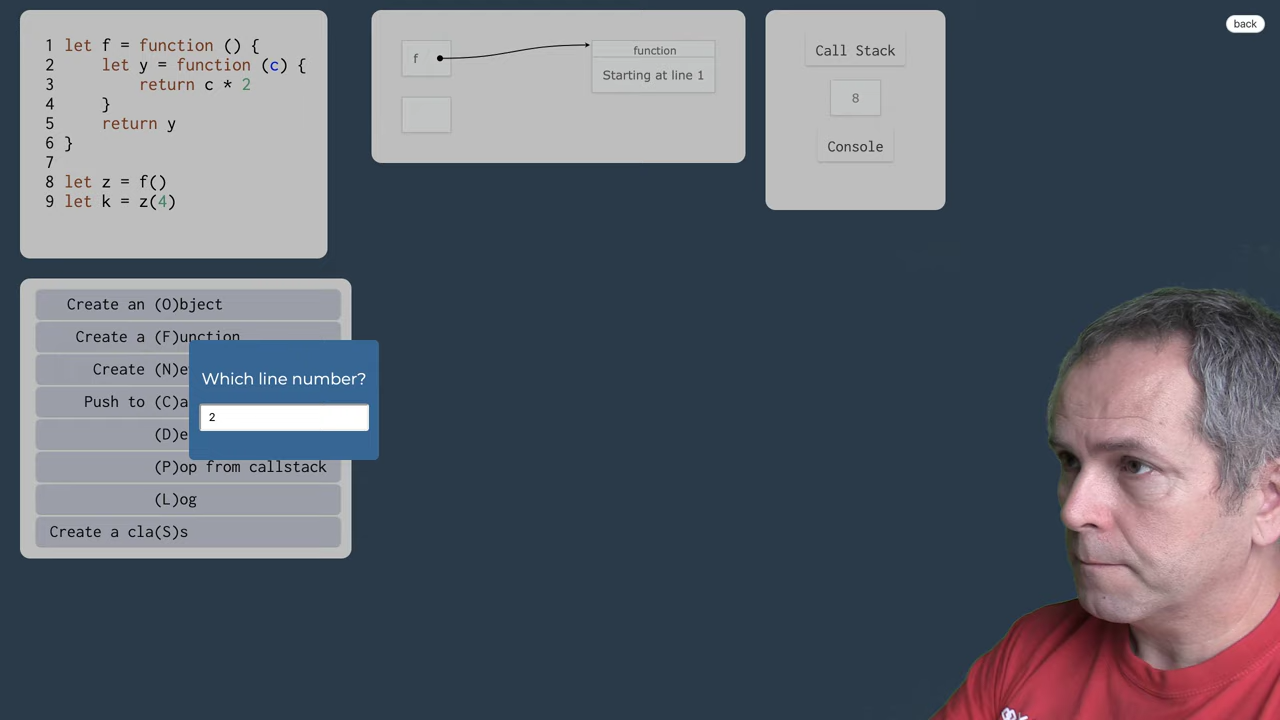 back
1 let f = function () {
2 let y = function (c) {
3 return c * 2
4 }
5 return y
6 }
7
8 let z = f()
9 let k = z(4)
f
function
Starting at line 1
Call Stack
8
Console
Create an (O)bject
Create a (F)unction
Create (N)e
Push to (C)a
(D)e
(P)op from callstack
(L)og
Create a cla(S)s
Which line number?
2